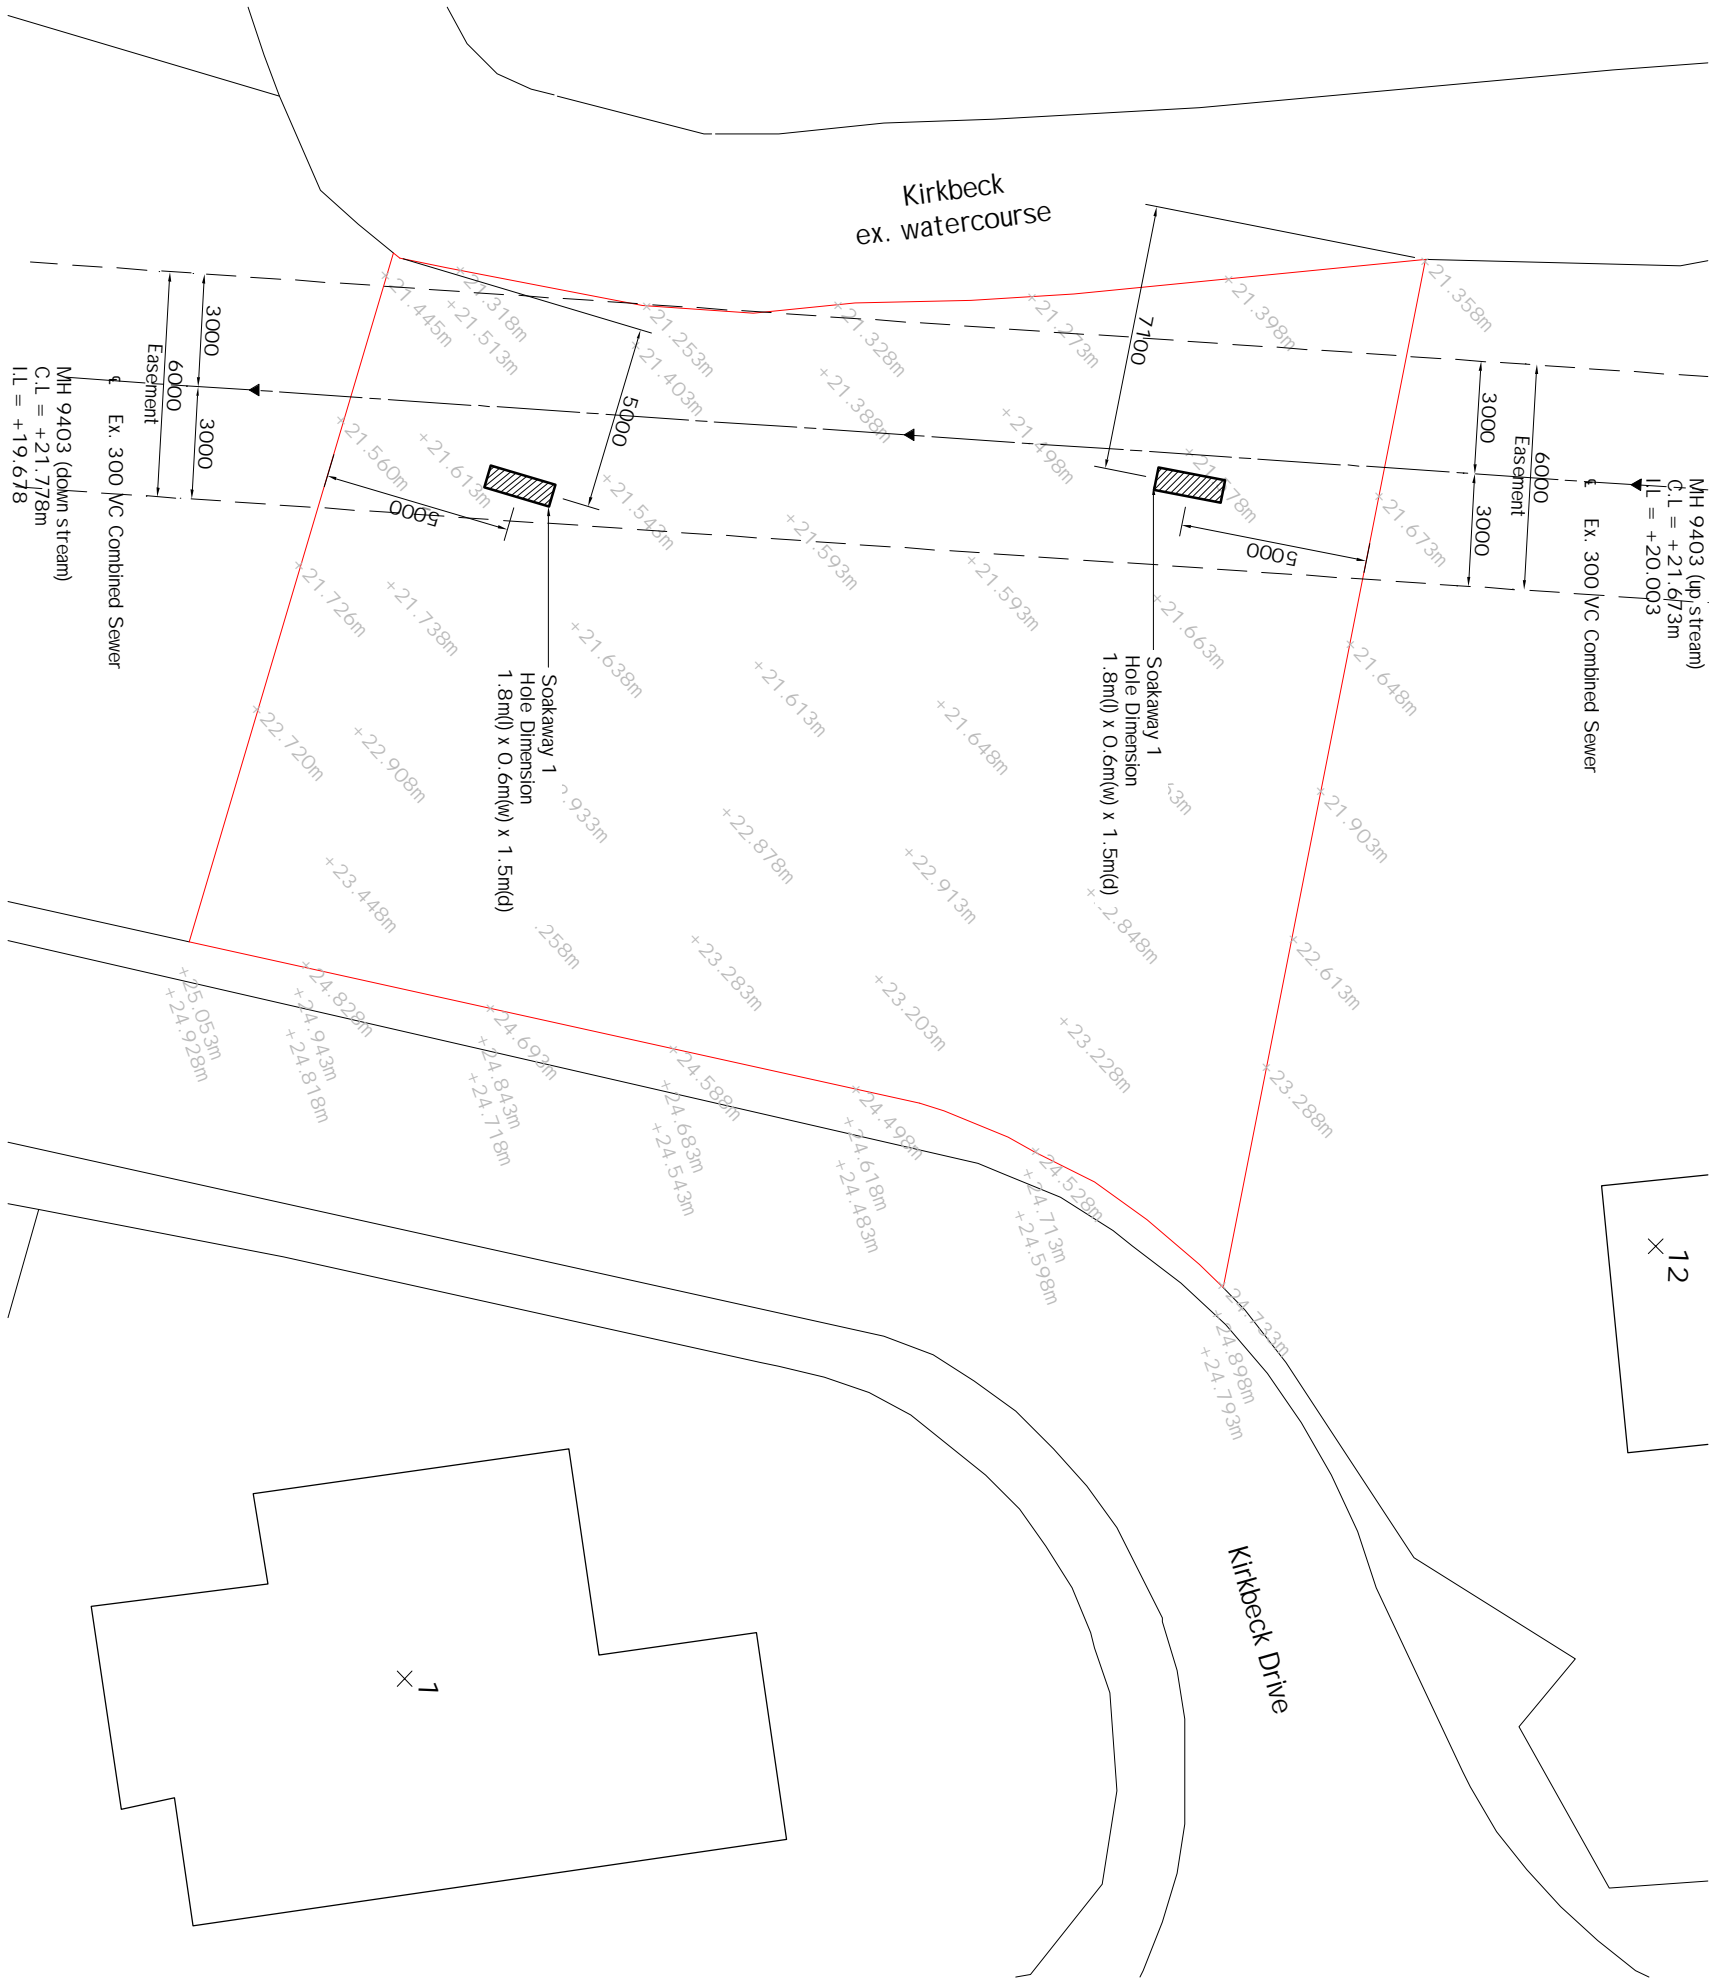 Kirkbeck
ex. watercourse
7100
5000
5000
5000
3000
3000
6000
Easement
3000
3000
6000
Easement
MH 9403 (down stream)
C.L = +21.778m
I.L = +19.678
Ex. 300 VC Combined Sewer
MH 9403 (up stream)
C.L = +21.673m
I.L = +20.003
Ex. 300 VC Combined Sewer
Soakaway 1
Hole Dimension
1.8m(l) x 0.6m(w) x 1.5m(d)
Soakaway 1
Hole Dimension
1.8m(l) x 0.6m(w) x 1.5m(d)
+21.445m
+21.318m
+21.513m
+21.253m
+21.403m
+21.328m
+21.388m
+21.273m
+21.498m
+21.398m
+21.358m
+21.560m
+21.613m
+21.543m
+21.593m
+21.593m
+21.673m
+21.726m
+21.738m
+21.638m
+21.613m
+21.648m
+21.663m
+21.648m
+22.720m
+22.908m
+22.878m
+22.913m
+21.903m
+23.448m
+23.283m
+23.203m
+23.228m
+22.613m
+23.288m
+25.053m
+24.928m
+24.828m
+24.943m
+24.818m
+24.693m
+24.843m
+24.718m
+24.588m
+24.683m
+24.543m
+24.498m
+24.618m
+24.483m
+24.528m
+24.713m
+24.598m
+24.733m
+24.898m
+24.793m
12
1
Kirkbeck Drive